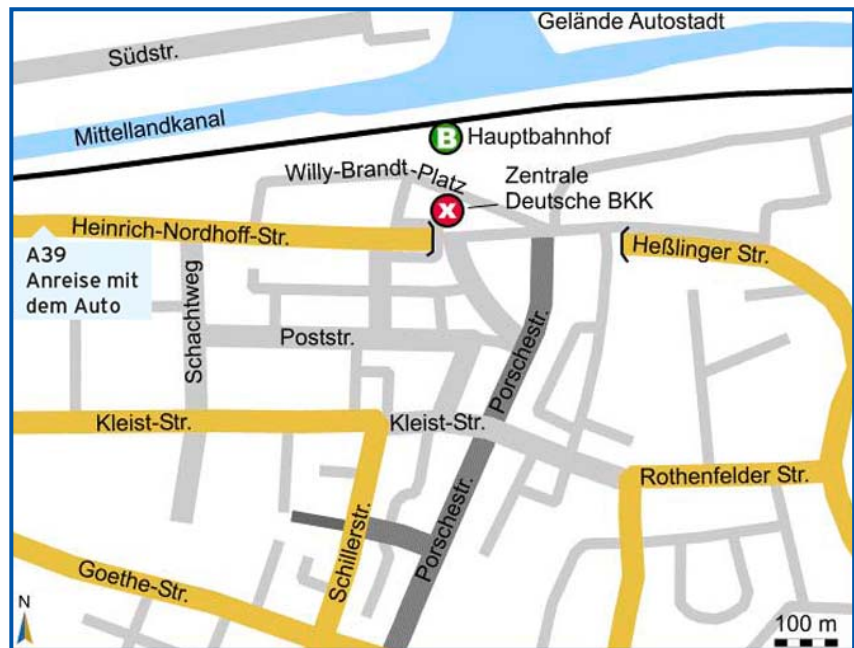 Gelände Autostadt
Südstr.
Mittellandkanal
B Hauptbahnhof
Willy-Brandt-Platz
Zentrale
Deutsche BKK
X
Heinrich-Nordhoff-Str.
Heßlinger Str.
A39
Anreise mit
dem Auto
Schachtweg
Poststr.
Porschestr.
Kleist-Str.
Kleist-Str.
Rothenfelder Str.
Schillerstr.
Porschestr.
Goethe-Str.
N
100 m